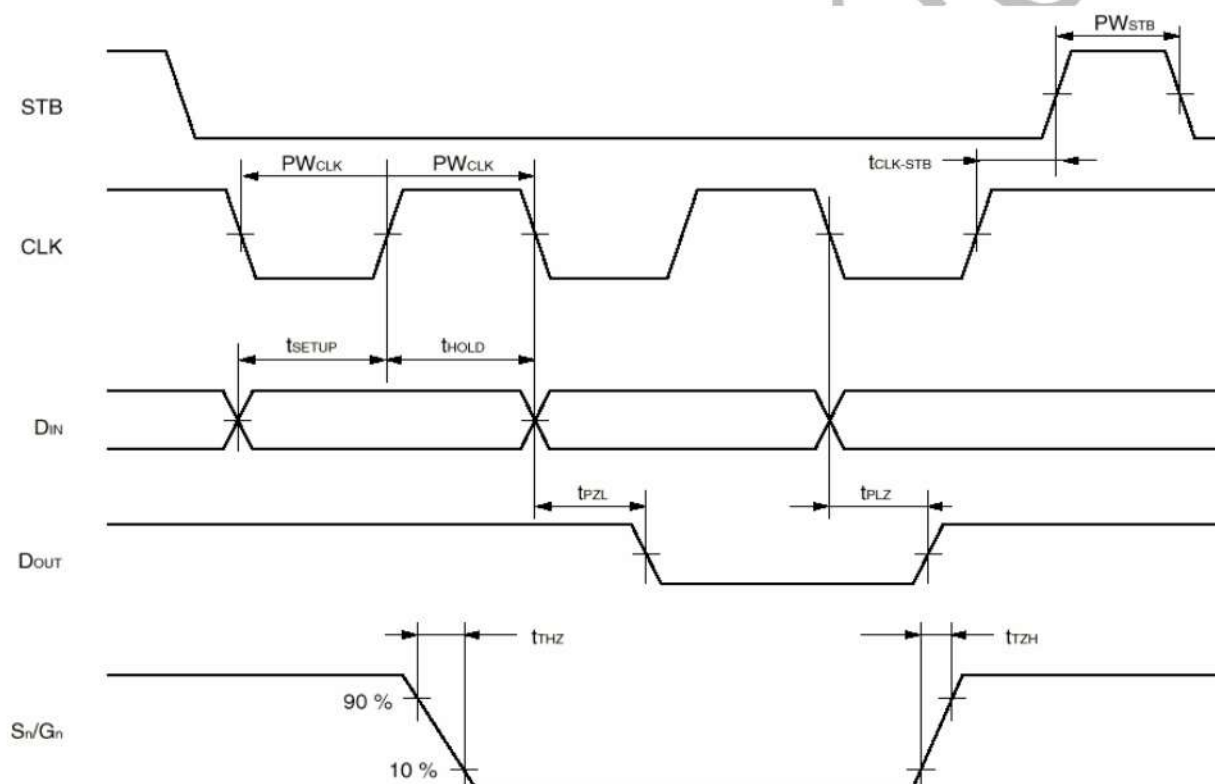 PWSTB
STB
tCLK-STB
PWCLK PWCLK
CLK
tSETUP tHOLD
DIN
tPZL tPLZ
DOUT
tTHZ tTZH
90 %
Sn/Gn
10 %